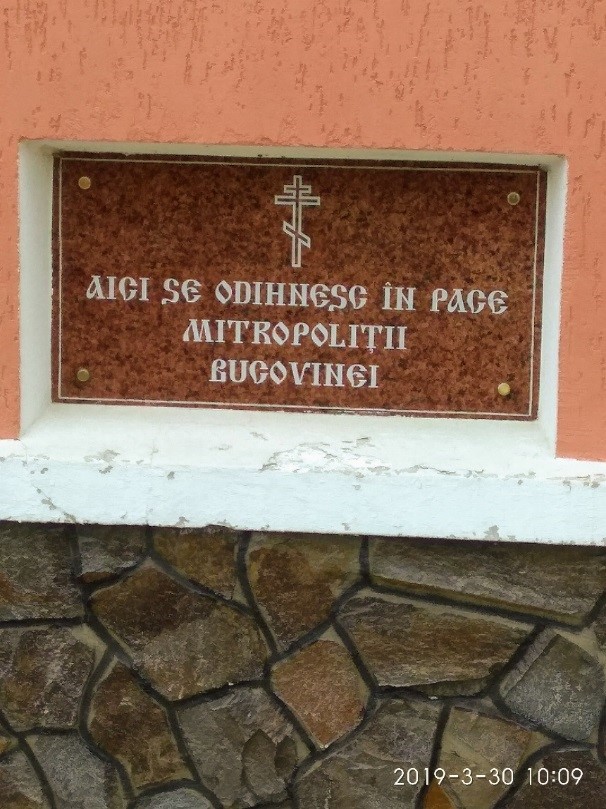 AICI SE ODIHNESC ÎN PACE
MITROPOLIȚII
BUCOVINEI
2019-3-30 10:09